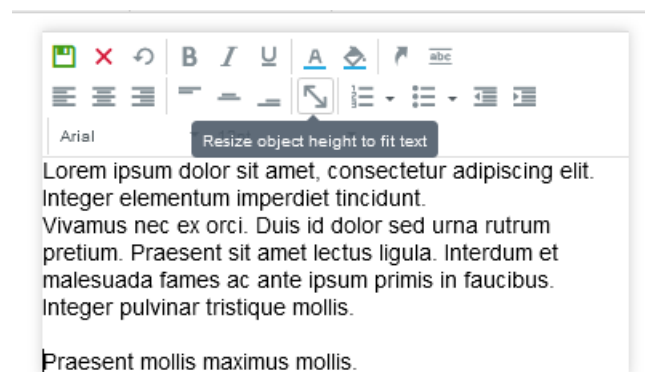 B I U A abc
Arial
Resize object height to fit text
Lorem ipsum dolor sit amet, consectetur adipiscing elit.
Integer elementum imperdiet tincidunt.
Vivamus nec ex orci. Duis id dolor sed urna rutrum
pretium. Praesent sit amet lectus ligula. Interdum et
malesuada fames ac ante ipsum primis in faucibus.
Integer pulvinar tristique mollis.
Praesent mollis maximus mollis.